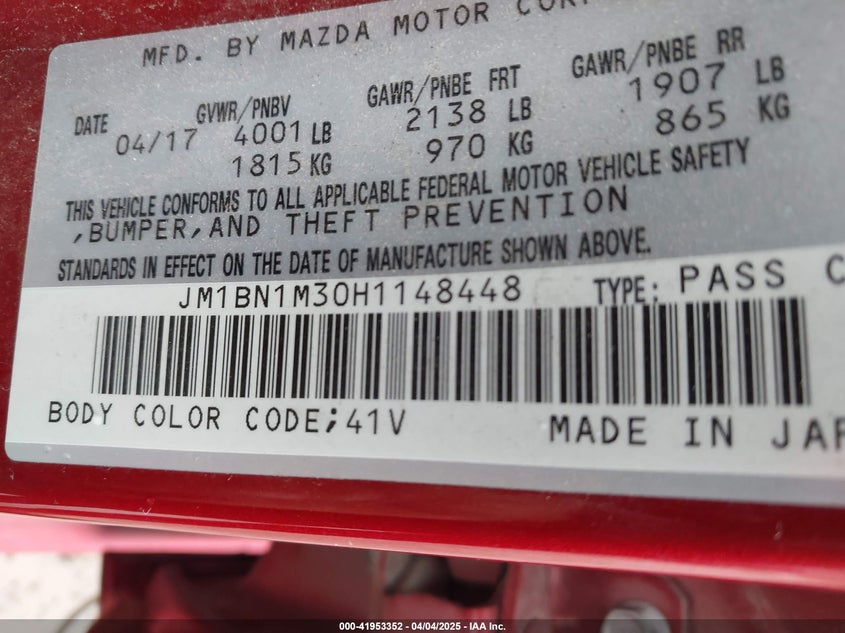 MFD. BY MAZDA MOTOR
DATE GVWR/PNBV GAWR/PNBE FRT GAWR/PNBE RR
04/17 4001 LB 2138 LB 1907 LB
1815 KG 970 KG 865 KG
THIS VEHICLE CONFORMS TO ALL APPLICABLE FEDERAL MOTOR VEHICLE SAFETY
,BUMPER,AND THEFT PREVENTION
STANDARDS IN EFFECT ON THE DATE OF MANUFACTURE SHOWN ABOVE.
JM1BN1M30H1148448 TYPE: PASS
BODY COLOR CODE;41V MADE IN
000-41953352 - 04/04/2025 - IAA Inc.